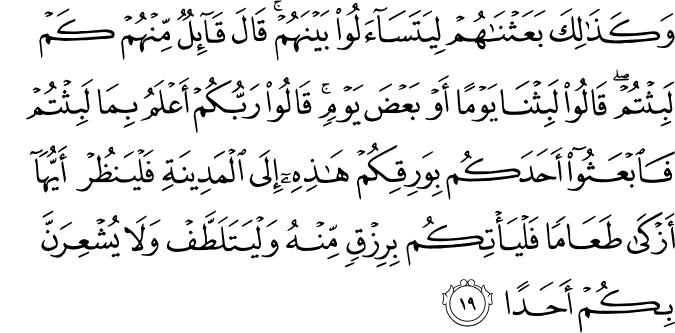 وَكَذَٰلِكَ بَعَثْنَـٰهُمْ لِيَتَسَآءَلُوا۟ بَيْنَهُمْ ۚ قَالَ قَآئِلٌ مِّنْهُمْ كَمْ
لَبِثْتُمْ ۖ قَالُوا۟ لَبِثْنَا يَوْمًا أَوْ بَعْضَ يَوْمٍ ۚ قَالُوا۟ رَبُّكُمْ أَعْلَمُ بِمَا لَبِثْتُمْ
فَٱبْعَثُوٓا۟ أَحَدَكُم بِوَرِقِكُمْ هَـٰذِهِۦٓ إِلَى ٱلْمَدِينَةِ فَلْيَنظُرْ أَيُّهَآ
أَزْكَىٰ طَعَامًا فَلْيَأْتِكُم بِرِزْقٍ مِّنْهُ وَلْيَتَلَطَّفْ وَلَا يُشْعِرَنَّ
بِكُمْ أَحَدًا ١٩